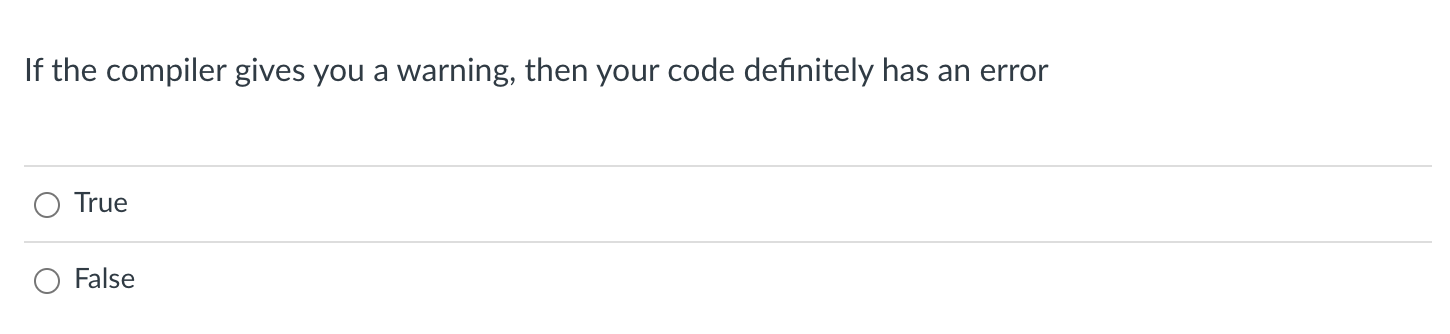 If the compiler gives you a warning, then your code definitely has an error
True
False